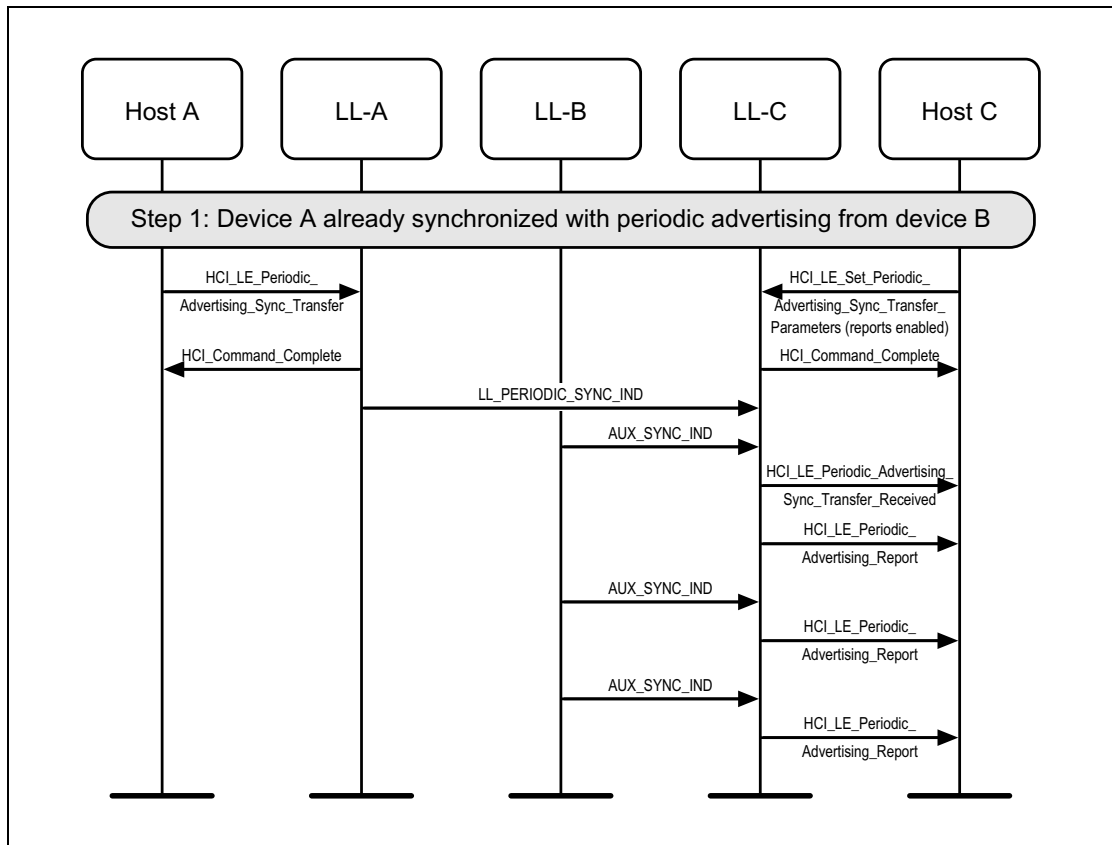 Host A
LL-A
LL-B
LL-C
Host C
Step 1: Device A already synchronized with periodic advertising from device B
HCI_LE_Periodic_
Advertising_Sync_Transfer
HCI_LE_Set_Periodic_
Advertising_Sync_Transfer_
Parameters (reports enabled)
HCI_Command_Complete
HCI_Command_Complete
LL_PERIODIC_SYNC_IND
AUX_SYNC_IND
HCI_LE_Periodic_Advertising_
Sync_Transfer_Received
HCI_LE_Periodic_
Advertising_Report
AUX_SYNC_IND
HCI_LE_Periodic_
Advertising_Report
AUX_SYNC_IND
HCI_LE_Periodic_
Advertising_Report